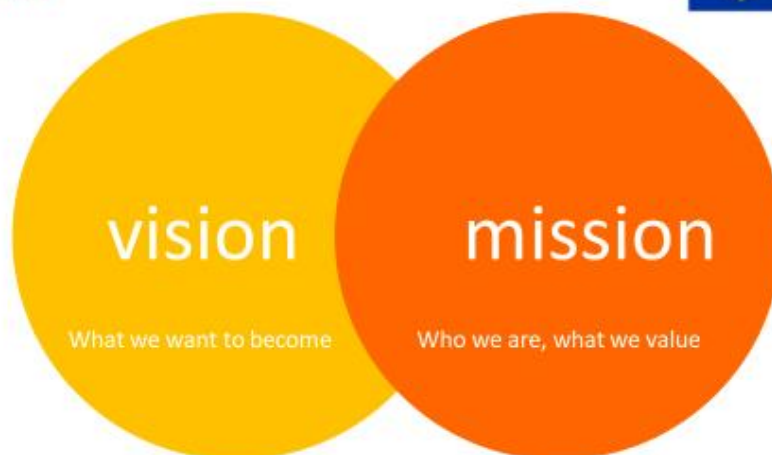 vision
What we want to become
mission
Who we are, what we value